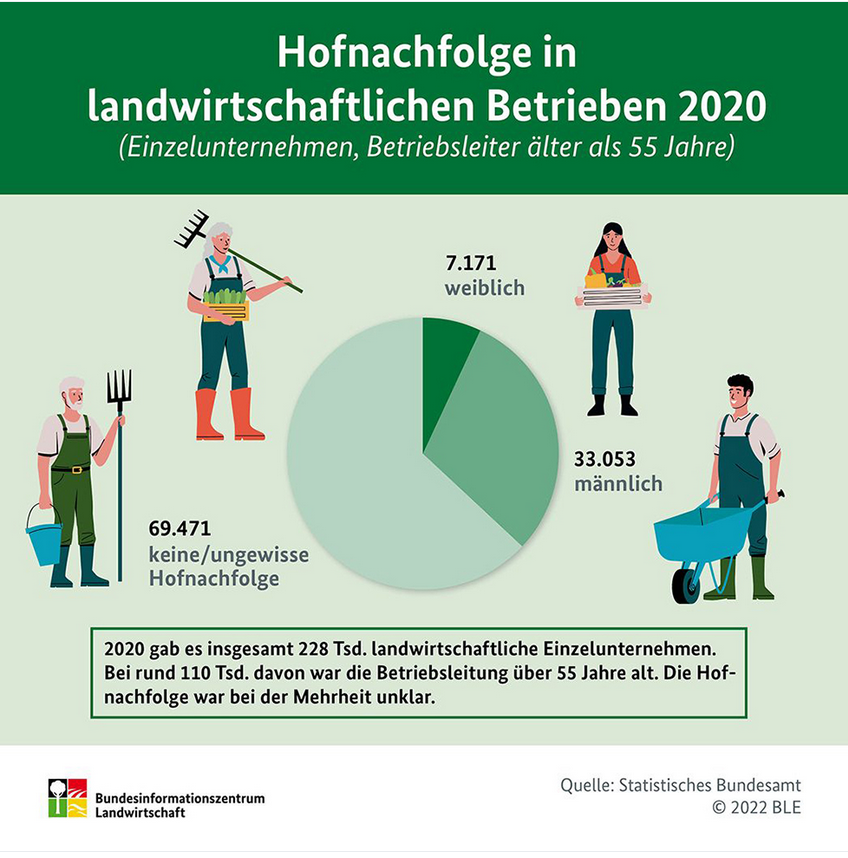 Hofnachfolge in
landwirtschaftlichen Betrieben 2020
(Einzelunternehmen, Betriebsleiter älter als 55 Jahre)
7.171
weiblich
33.053
männlich
69.471
keine/ungewisse
Hofnachfolge
2020 gab es insgesamt 228 Tsd. landwirtschaftliche Einzelunternehmen.
Bei rund 110 Tsd. davon war die Betriebsleitung über 55 Jahre alt. Die Hof-
nachfolge war bei der Mehrheit unklar.
Bundesinformationszentrum
Landwirtschaft
Quelle: Statistisches Bundesamt
© 2022 BLE